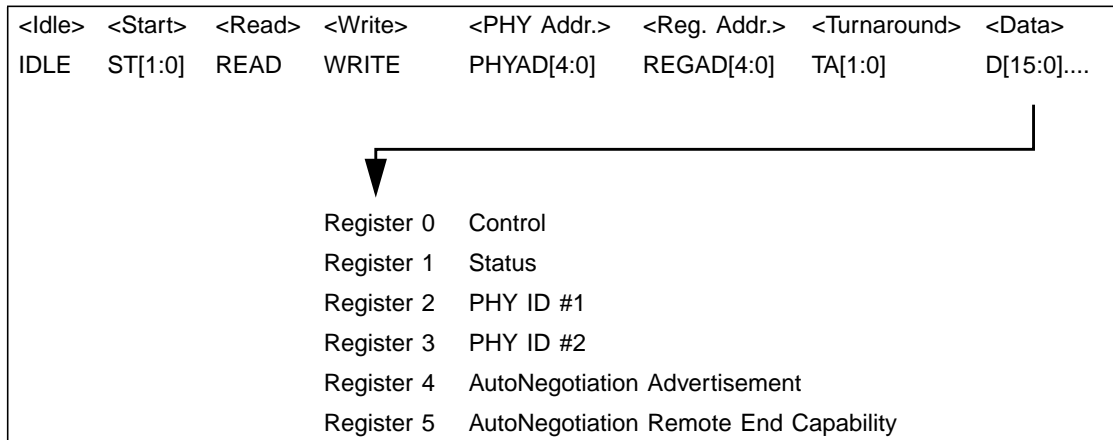 <Idle> <Start> <Read> <Write> <PHY Addr.> <Reg. Addr.> <Turnaround> <Data>
IDLE ST[1:0] READ WRITE PHYAD[4:0] REGAD[4:0] TA[1:0] D[15:0]....
Register 0 Control
Register 1 Status
Register 2 PHY ID #1
Register 3 PHY ID #2
Register 4 AutoNegotiation Advertisement
Register 5 AutoNegotiation Remote End Capability